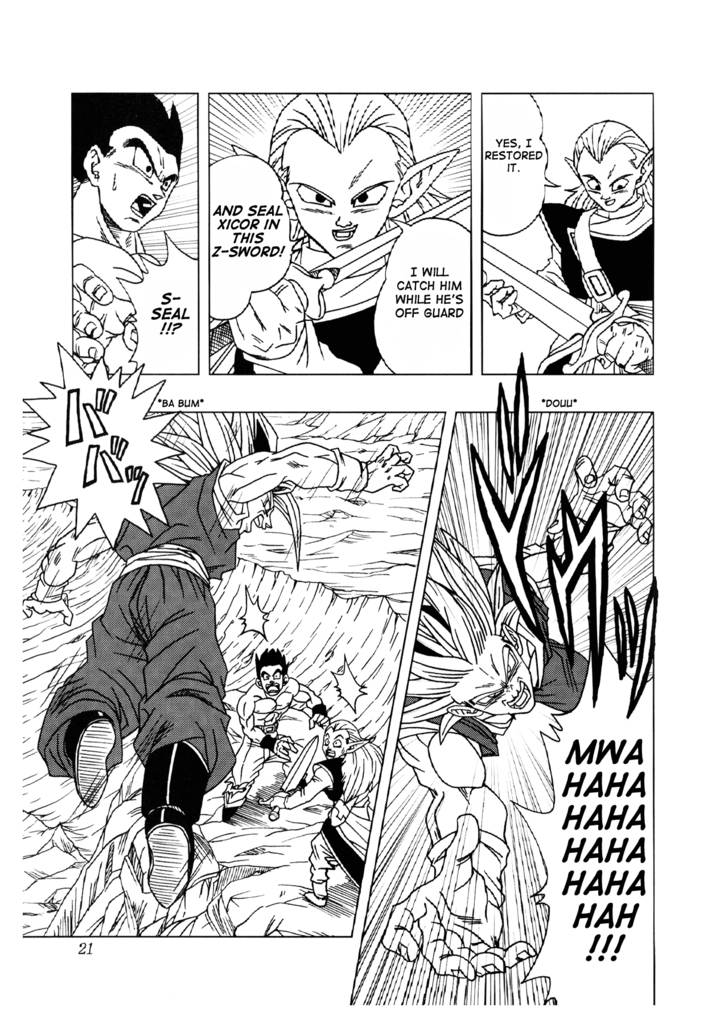 YES, I
RESTORED
IT.
I WILL
CATCH HIM
WHILE HE'S
OFF GUARD
AND SEAL
XICOR IN
THIS
Z-SWORD!
S-
SEAL
!!?
*DOUU*
MWA
HAHA
HAHA
HAHA
HAHA
HAH
!!!
*BA BUM*
バ
バッ
21